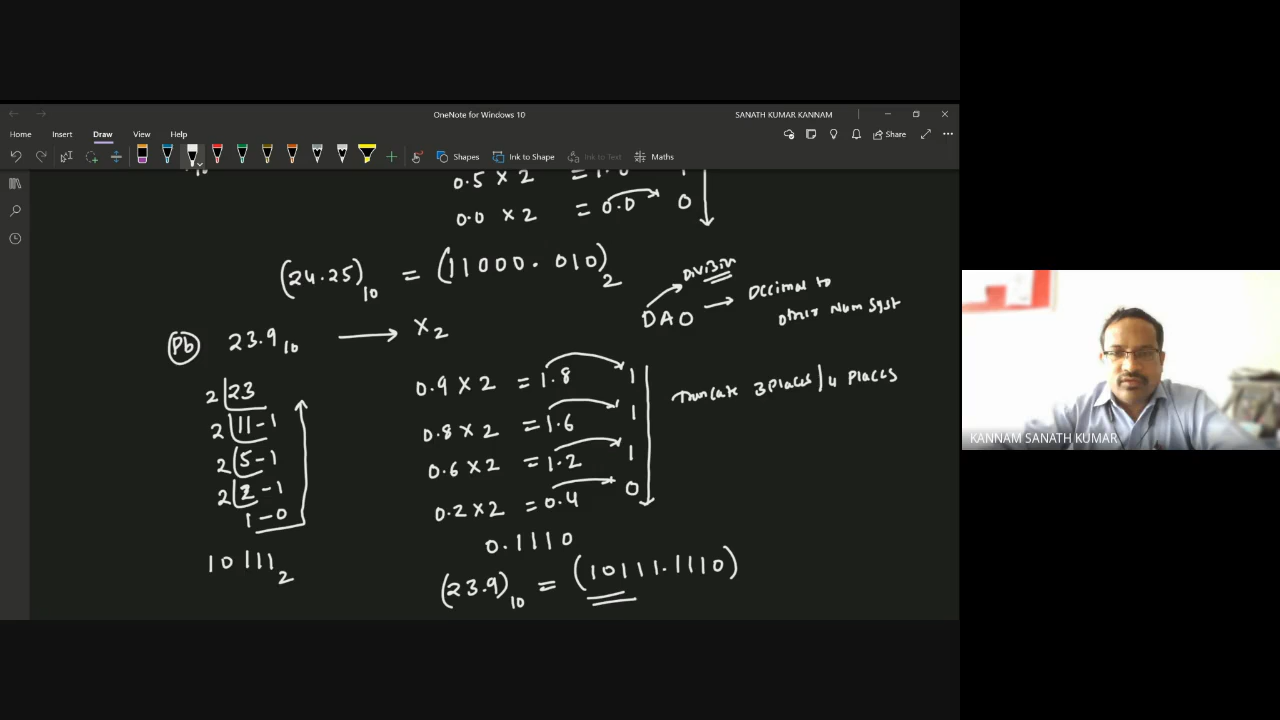 OneNote for Windows 10
SANATH KUMAR KANNAM
Home Insert Draw View Help
Share
Shapes Ink to Shape Ink to Text Maths
10
0.5 × 2 = 1.0 1
0.0 × 2 = 0.0 0
(24.25)10 = (11000.010)2
Division
DAO → Decimal to
other Num Syst
Pb 23.9 10 → X2
2 23
2 11-1
2 5-1
2 2-1
1-0
10111 2
0.9 × 2 = 1.8 1
0.8 × 2 = 1.6 1
0.6 × 2 = 1.2 1
0.2 × 2 = 0.4 0
0.1110
(23.9)10 = (10111.1110)
Truncate 3 places / 4 places
KANNAM SANATH KUMAR